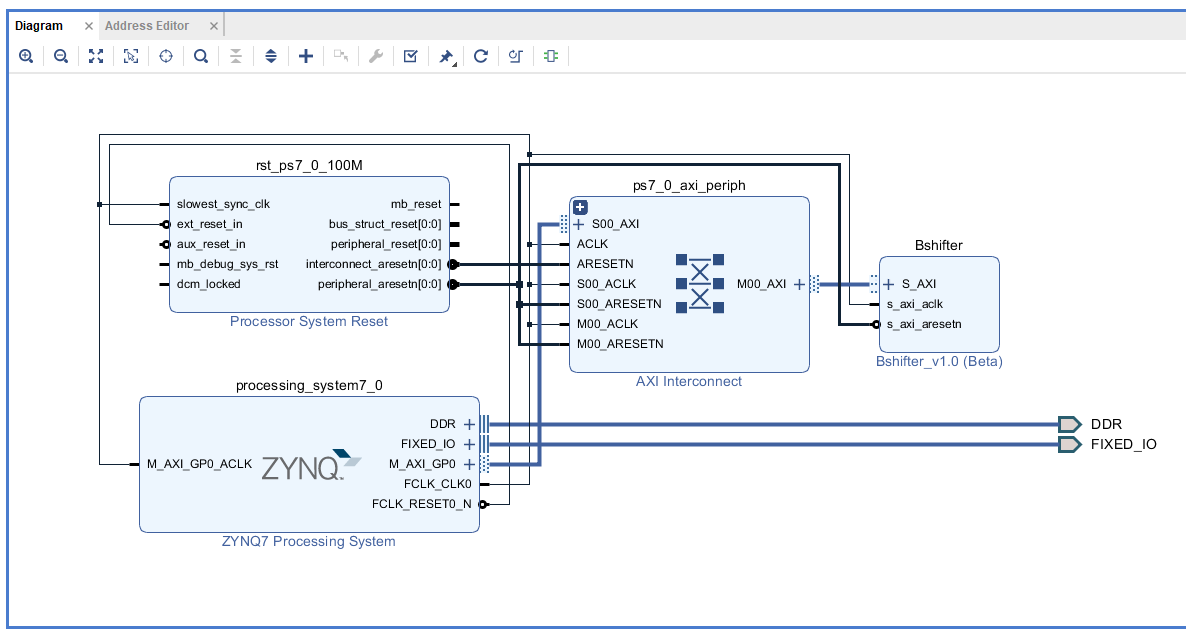 Diagram
Address Editor
rst_ps7_0_100M
slowest_sync_clk
ext_reset_in
aux_reset_in
mb_debug_sys_rst
dcm_locked
mb_reset
bus_struct_reset[0:0]
peripheral_reset[0:0]
interconnect_aresetn[0:0]
peripheral_aresetn[0:0]
Processor System Reset
ps7_0_axi_periph
S00_AXI
ACLK
ARESETN
S00_ACLK
S00_ARESETN
M00_ACLK
M00_ARESETN
M00_AXI
AXI Interconnect
Bshifter
S_AXI
s_axi_aclk
s_axi_aresetn
Bshifter_v1.0 (Beta)
processing_system7_0
M_AXI_GP0_ACLK
ZYNQ
DDR
FIXED_IO
M_AXI_GP0
FCLK_CLK0
FCLK_RESET0_N
ZYNQ7 Processing System
DDR
FIXED_IO